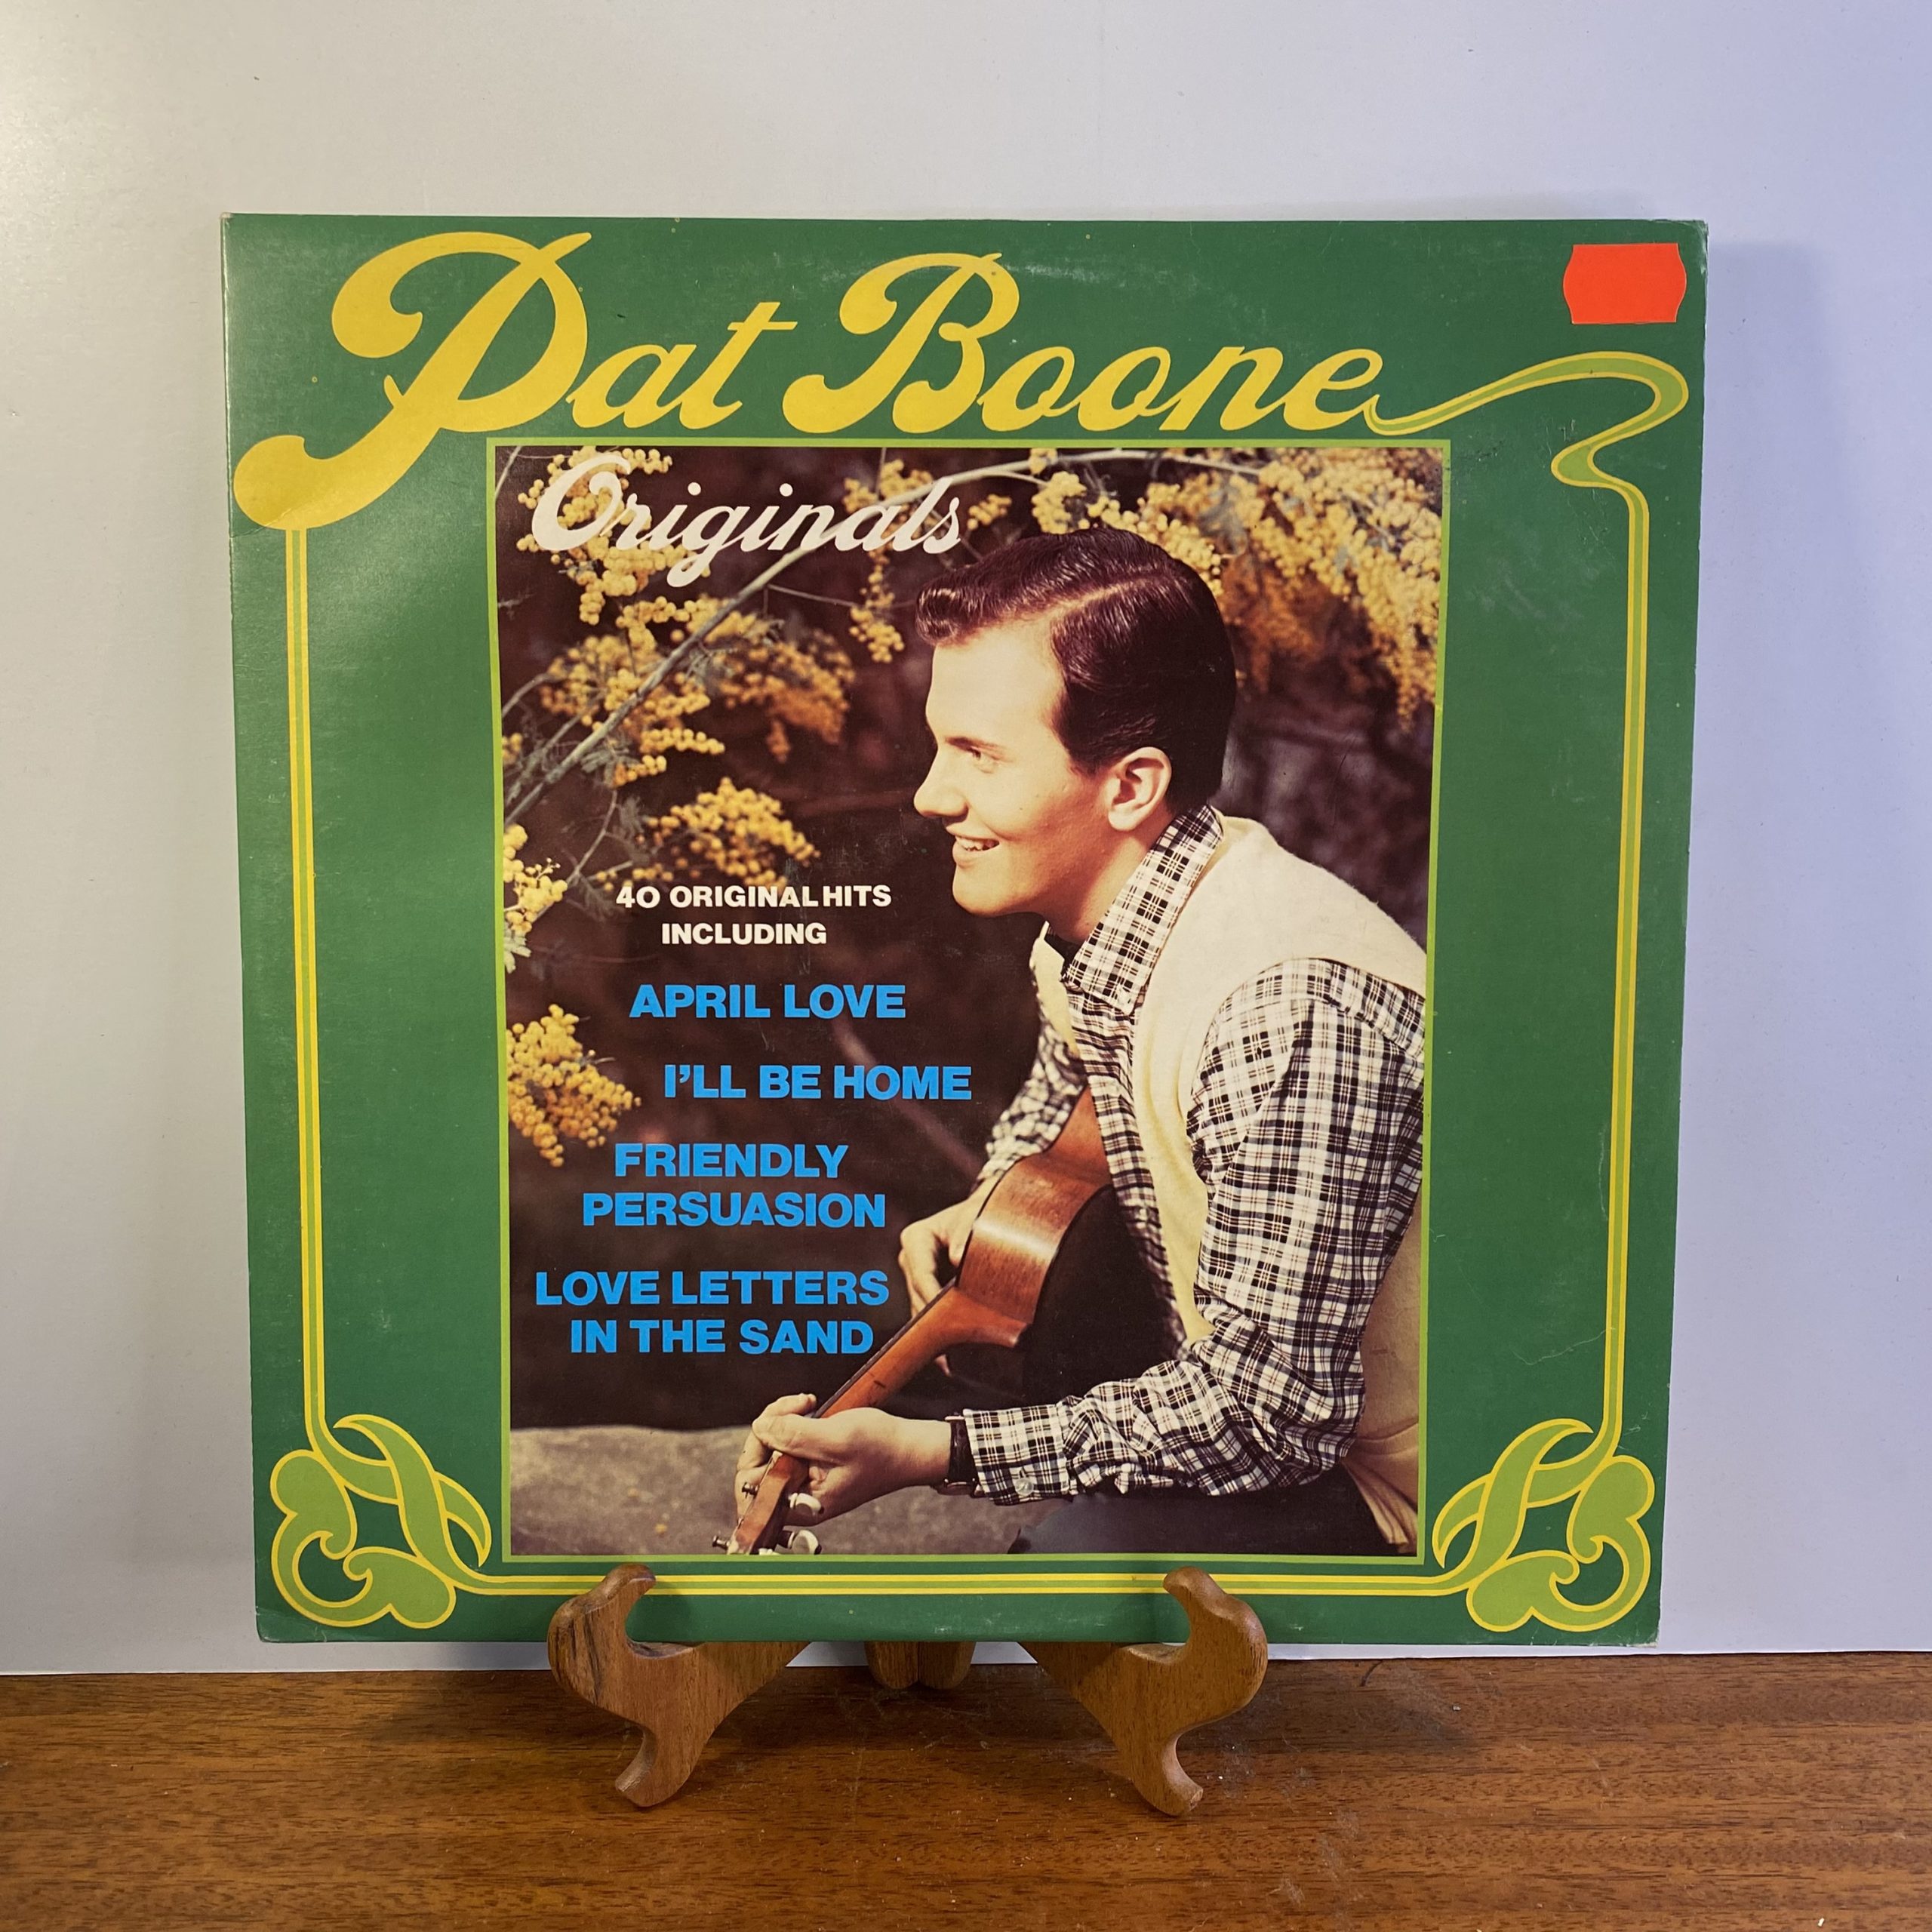 Pat Boone
Originals
40 ORIGINAL HITS
INCLUDING
APRIL LOVE
I'LL BE HOME
FRIENDLY
PERSUASION
LOVE LETTERS
IN THE SAND